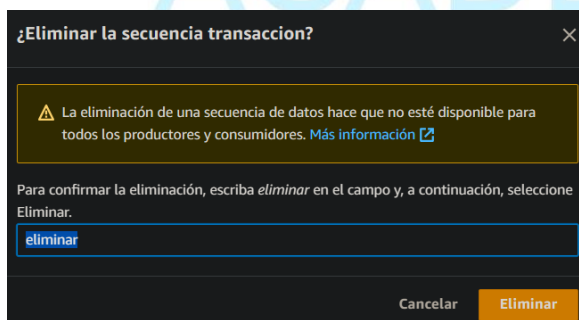 ¿Eliminar la secuencia transaccion?
La eliminación de una secuencia de datos hace que no esté disponible para
todos los productores y consumidores. Más información
Para confirmar la eliminación, escriba eliminar en el campo y, a continuación, seleccione
Eliminar.
eliminar
Cancelar Eliminar